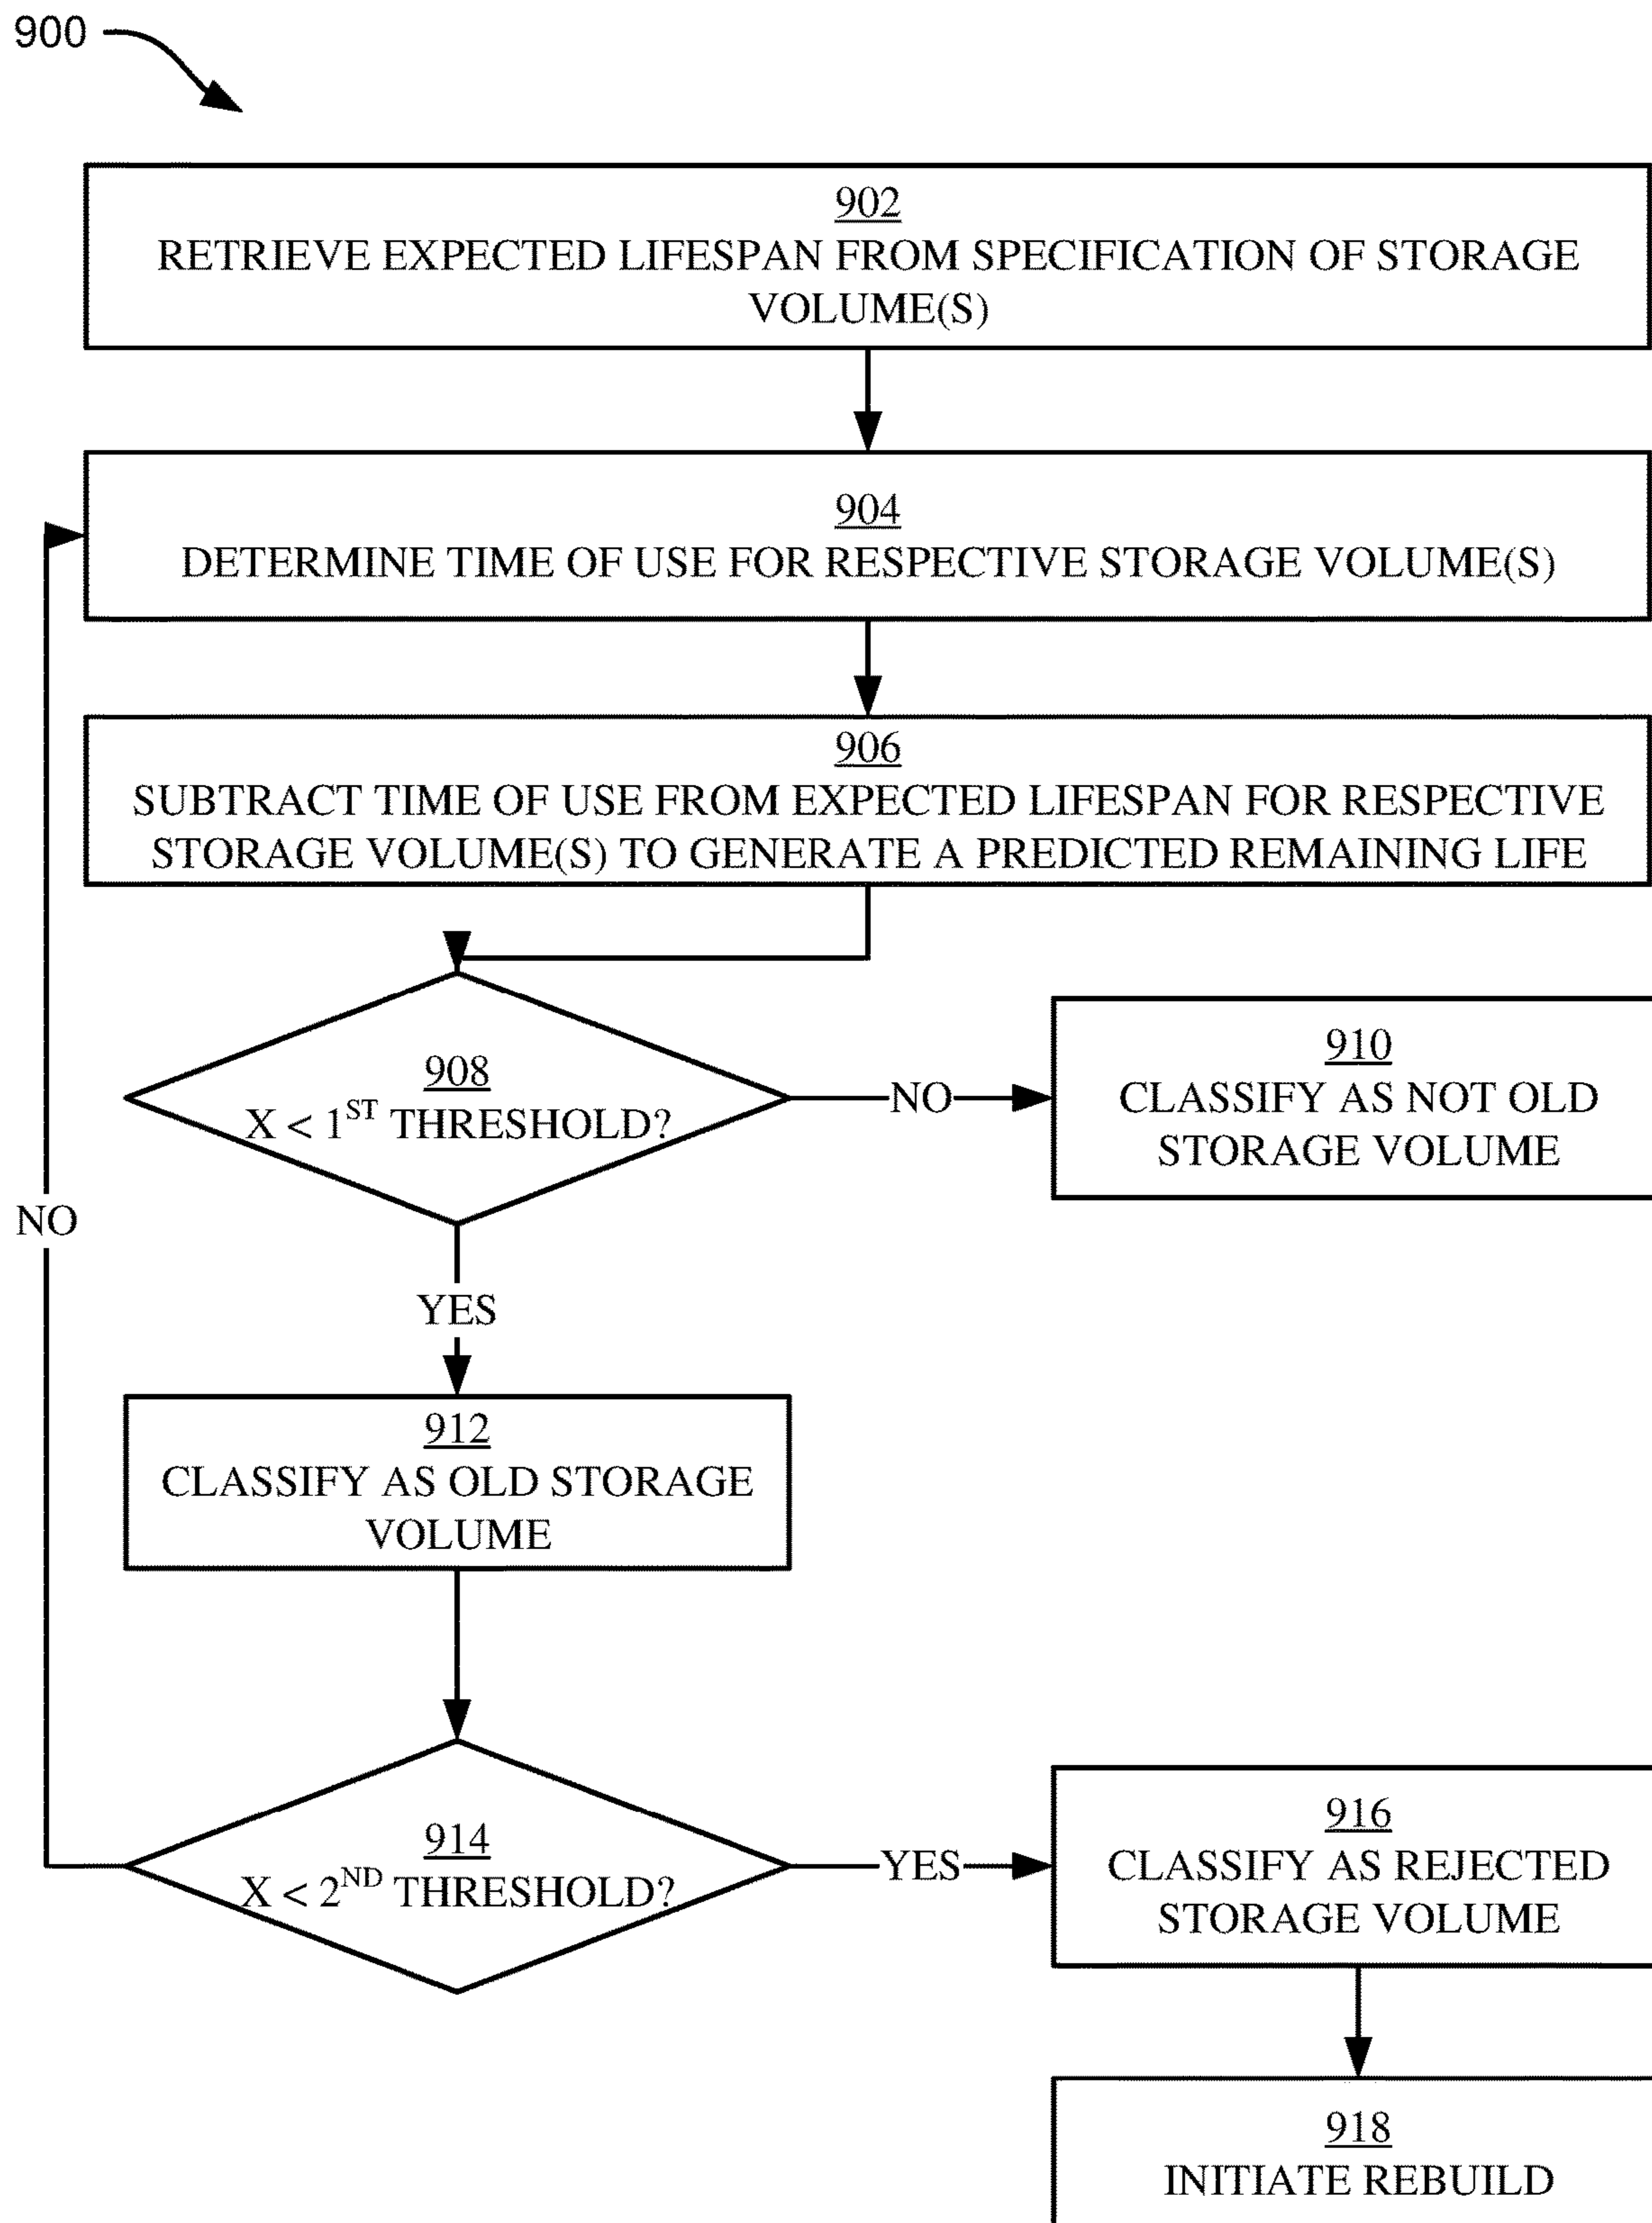 900
902
RETRIEVE EXPECTED LIFESPAN FROM SPECIFICATION OF STORAGE
VOLUME(S)
904
DETERMINE TIME OF USE FOR RESPECTIVE STORAGE VOLUME(S)
906
SUBTRACT TIME OF USE FROM EXPECTED LIFESPAN FOR RESPECTIVE
STORAGE VOLUME(S) TO GENERATE A PREDICTED REMAINING LIFE
908
X < 1ST THRESHOLD?
NO
910
CLASSIFY AS NOT OLD
STORAGE VOLUME
NO
YES
912
CLASSIFY AS OLD STORAGE
VOLUME
914
X < 2ND THRESHOLD?
YES
916
CLASSIFY AS REJECTED
STORAGE VOLUME
918
INITIATE REBUILD